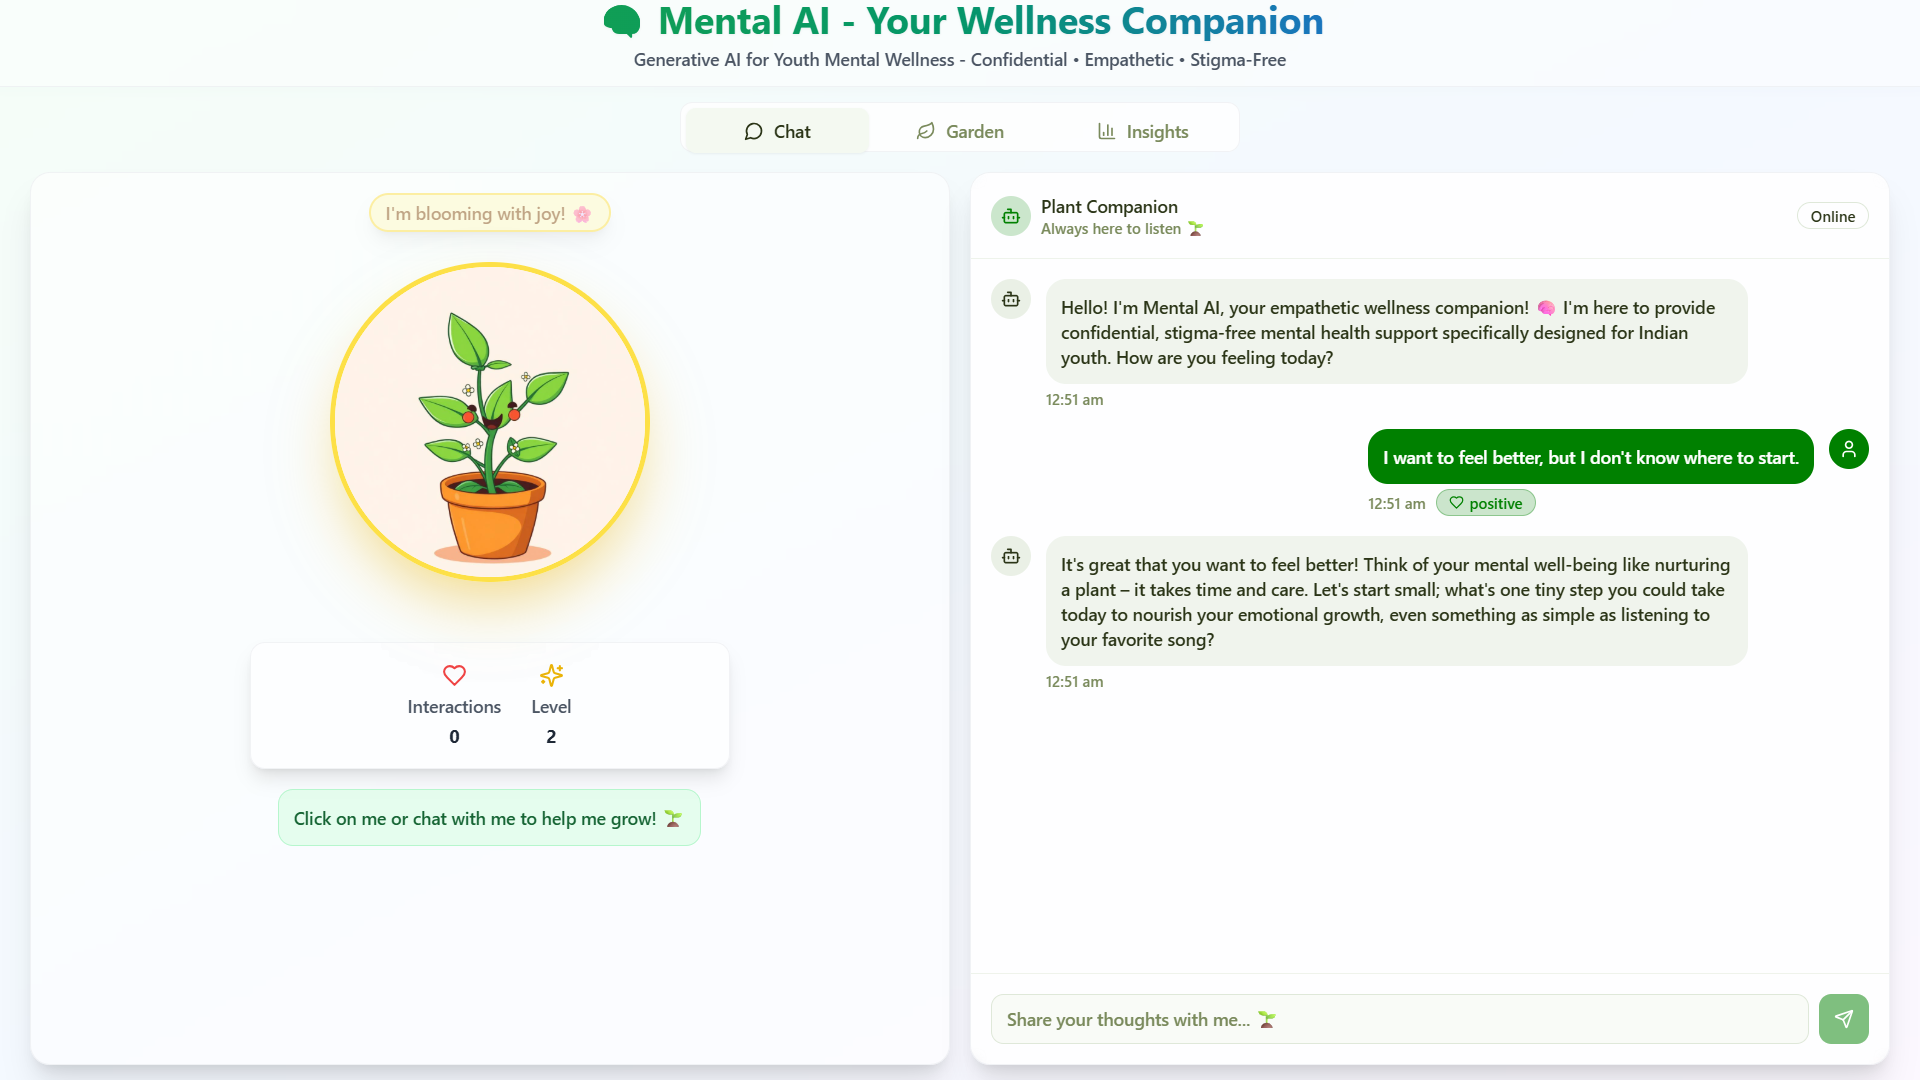 Mental AI - Your Wellness Companion
Generative AI for Youth Mental Wellness - Confidential • Empathetic • Stigma-Free
Chat
Garden
Insights
I'm blooming with joy! 🌸
Interactions
Level
0
2
Click on me or chat with me to help me grow! 🌱
Plant Companion
Always here to listen 🌱
Online
Hello! I'm Mental AI, your empathetic wellness companion! 🧠 I'm here to provide
confidential, stigma-free mental health support specifically designed for Indian
youth. How are you feeling today?
12:51 am
I want to feel better, but I don't know where to start.
12:51 am
positive
It's great that you want to feel better! Think of your mental well-being like nurturing
a plant – it takes time and care. Let's start small; what's one tiny step you could take
today to nourish your emotional growth, even something as simple as listening to
your favorite song?
12:51 am
Share your thoughts with me... 🌱